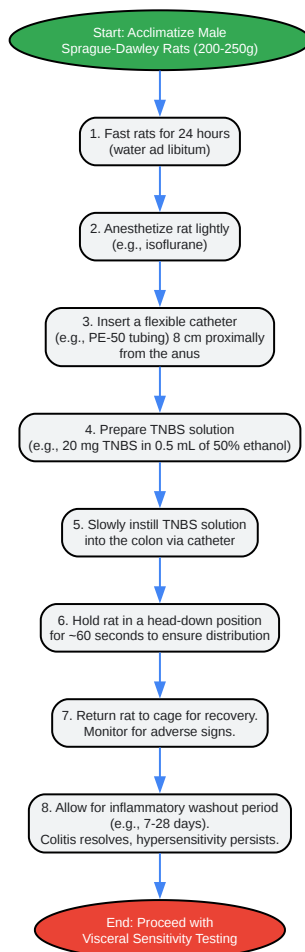 Start: Acclimatize Male
Sprague-Dawley Rats (200-250g)
1. Fast rats for 24 hours
(water ad libitum)
2. Anesthetize rat lightly
(e.g., isoflurane)
3. Insert a flexible catheter
(e.g., PE-50 tubing) 8 cm proximally
from the anus
4. Prepare TNBS solution
(e.g., 20 mg TNBS in 0.5 mL of 50% ethanol)
5. Slowly instill TNBS solution
into the colon via catheter
6. Hold rat in a head-down position
for ~60 seconds to ensure distribution
7. Return rat to cage for recovery.
Monitor for adverse signs.
8. Allow for inflammatory washout period
(e.g., 7-28 days).
Colitis resolves, hypersensitivity persists.
End: Proceed with
Visceral Sensitivity Testing